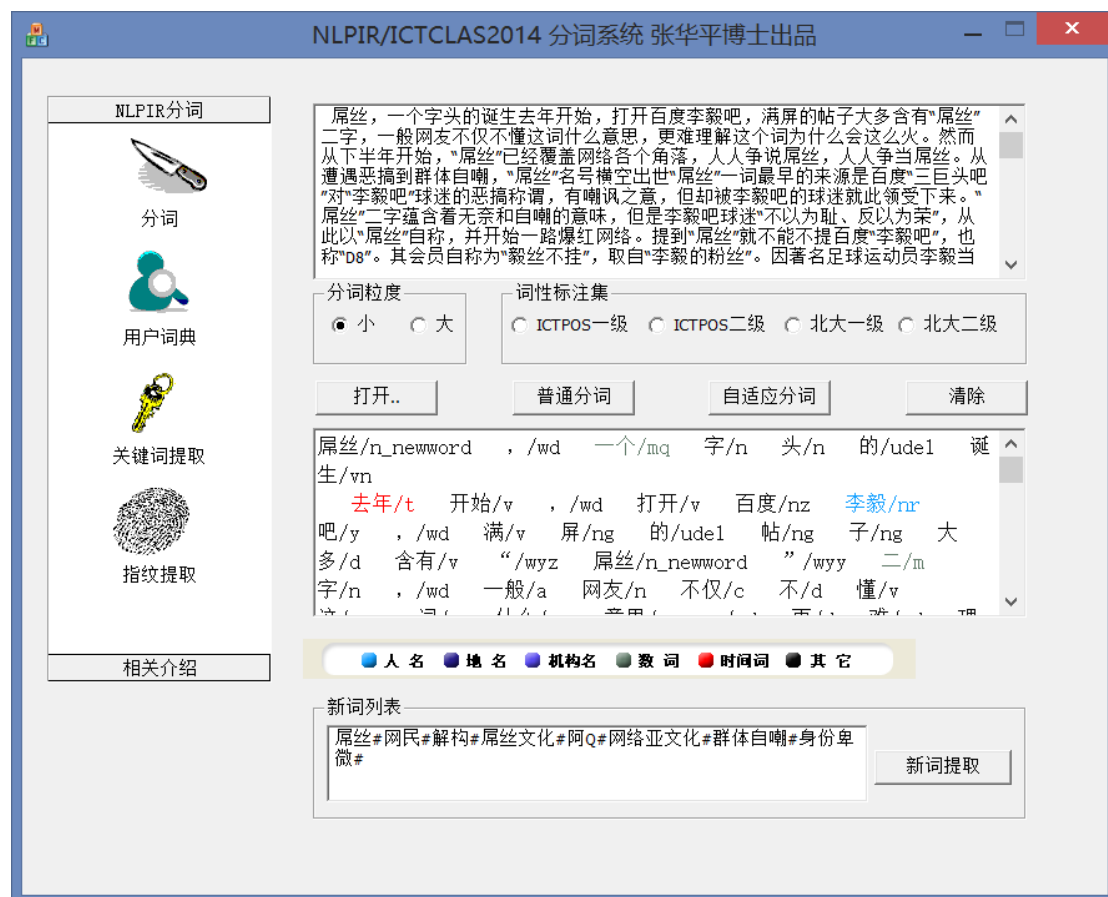 NLPIR/ICTCLAS2014 分词系统 张华平博士出品
NLPIR分词
分词
用户词典
关键词提取
指纹提取
相关介绍
屌丝，一个字头的诞生去年开始，打开百度李毅吧，满屏的帖子大多含有“屌丝”
二字，一般网友不仅不懂这词什么意思，更难理解这个词为什么会这么火。然而
从下半年开始，“屌丝”已经覆盖网络各个角落，人人争说屌丝，人人争当屌丝。从
遭遇恶搞到群体自嘲，“屌丝”名号横空出世“屌丝”一词最早的来源是百度“三巨头吧
”对“李毅吧”球迷的恶搞称谓，有嘲讽之意，但却被李毅吧的球迷就此领受下来。“
屌丝”二字蕴含着无奈和自嘲的意味，但是李毅吧球迷“不以为耻、反以为荣”，从
此以“屌丝”自称，并开始一路爆红网络。提到“屌丝”就不能不提百度“李毅吧”，也
称“D8”。其会员自称为“毅丝不挂”，取自“李毅的粉丝”。因著名足球运动员李毅当
分词粒度
小 大
词性标注集
ICTPOS一级 ICTPOS二级 北大一级 北大二级
打开.. 普通分词 自适应分词 清除
屌丝/n_newword ，/wd 一个/mq 字/n 头/n 的/ude1 诞
生/vn
去年/t 开始/v ，/wd 打开/v 百度/nz 李毅/nr
吧/y ，/wd 满/v 屏/ng 的/ude1 帖/ng 子/ng 大
多/d 含有/v “/wyz 屌丝/n_newword ”/wyy 二/m
字/n ，/wd 一般/a 网友/n 不仅/c 不/d 懂/v
人 名 地 名 机构名 数 词 时间词 其 它
新词列表
屌丝#网民#解构#屌丝文化#阿Q#网络亚文化#群体自嘲#身份卑
微#
新词提取